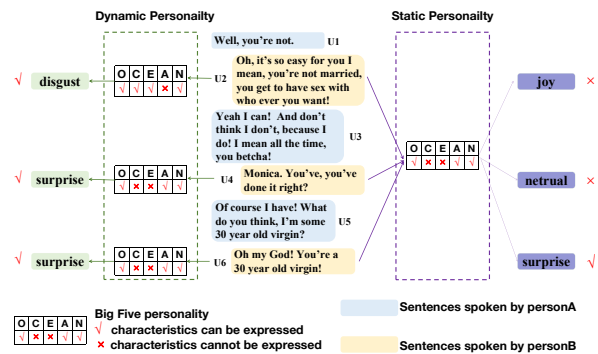 Dynamic Personailty
Static Personailty
Well, you're not.
U1
√
disgust
O C E A N
√ √ √ × √
U2
Oh, it's so easy for you I
mean, you're not married,
you get to have sex with
who ever you want!
joy
×
Yeah I can! And don't
think I don't, because I
do! I mean all the time,
you betcha!
U3
O C E A N
√ × × √ √
√
surprise
O C E A N
√ × × √ √
U4
Monica. You've, you've
done it right?
netrual
×
Of course I have! What
do you think, I'm some
30 year old virgin?
U5
√
surprise
O C E A N
√ × × √ √
U6
Oh my God! You're a
30 year old virgin!
surprise
√
O C E A N
√ × × √ √
Big Five personality
√ characteristics can be expressed
× characteristics cannot be expressed
Sentences spoken by personA
Sentences spoken by personB